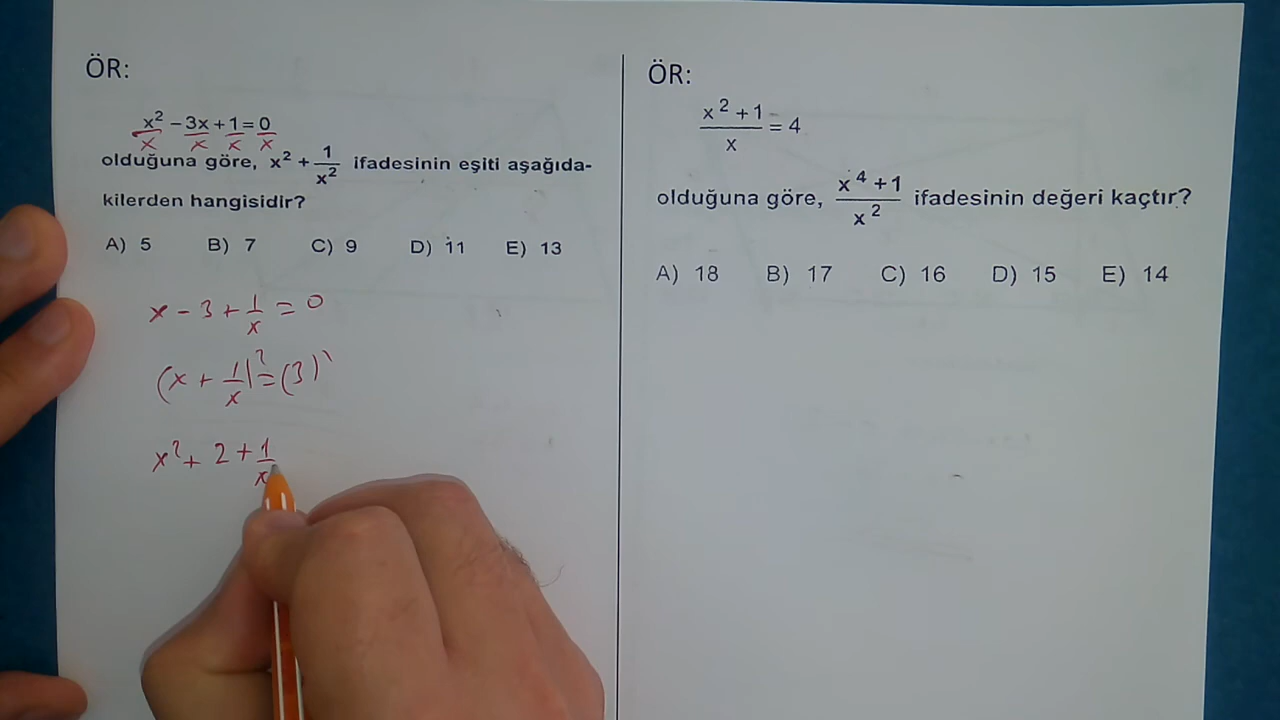 ÖR:
x² - 3x + 1 = 0
x x x x
olduğuna göre, x² + 1/x² ifadesinin eşiti aşağıda-
kilerden hangisidir?
A) 5 B) 7 C) 9 D) 11 E) 13
x - 3 + 1/x = 0
(x + 1/x)² = (3)²
x² + 2 + 1/x
ÖR:
x² + 1/x = 4
olduğuna göre, x⁴ + 1/x² ifadesinin değeri kaçtır?
A) 18 B) 17 C) 16 D) 15 E) 14